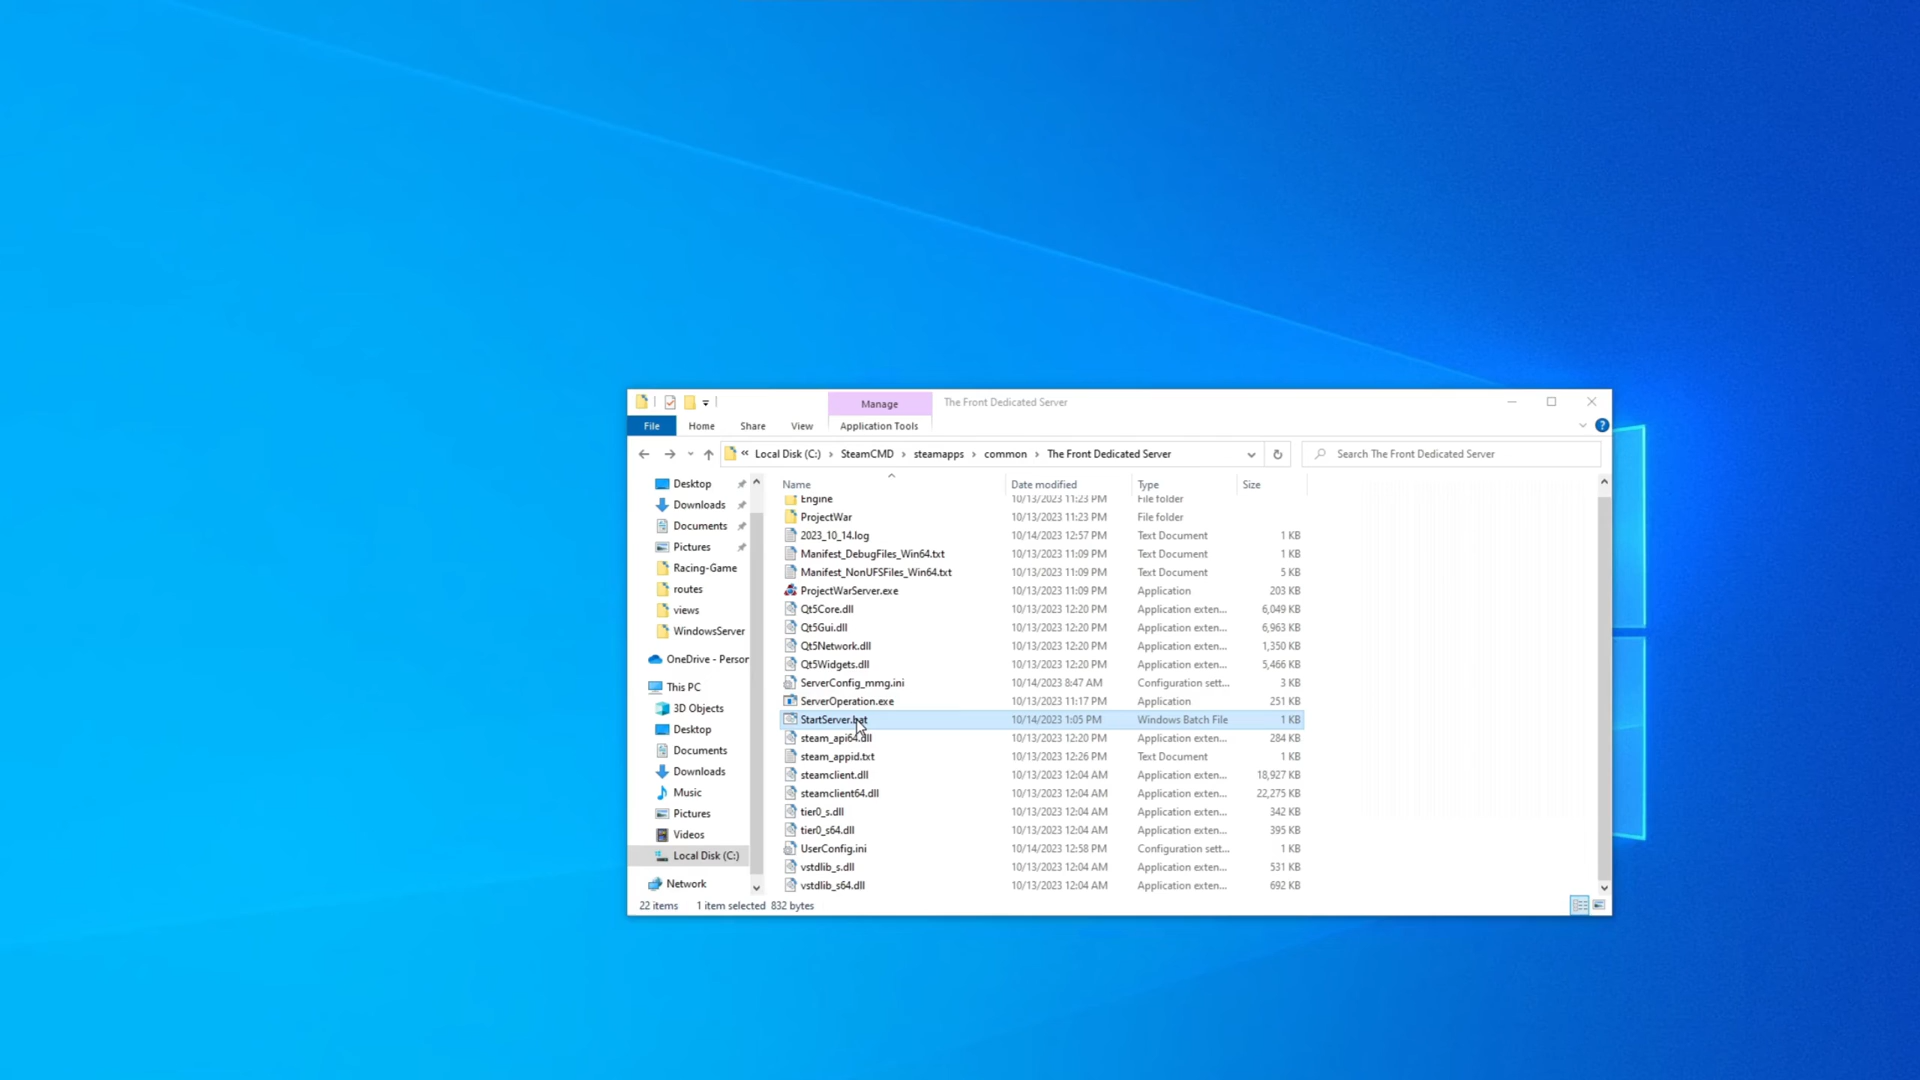 Manage
The Front Dedicated Server
File
Home
Share
View
Application Tools
« Local Disk (C:) › SteamCMD › steamapps › common › The Front Dedicated Server
Search The Front Dedicated Server
Name Date modified Type Size
Desktop
Downloads
Documents
Pictures
Racing-Game
routes
views
WindowsServer
OneDrive - Person
This PC
3D Objects
Desktop
Documents
Downloads
Music
Pictures
Videos
Local Disk (C:)
Network
Engine 10/13/2023 11:23 PM File folder
ProjectWar 10/13/2023 11:23 PM File folder
2023_10_14.log 10/14/2023 12:57 PM Text Document 1 KB
Manifest_DebugFiles_Win64.txt 10/13/2023 11:09 PM Text Document 1 KB
Manifest_NonUFSFiles_Win64.txt 10/13/2023 11:09 PM Text Document 5 KB
ProjectWarServer.exe 10/13/2023 11:09 PM Application 203 KB
Qt5Core.dll 10/13/2023 12:20 PM Application exten... 6,049 KB
Qt5Gui.dll 10/13/2023 12:20 PM Application exten... 6,963 KB
Qt5Network.dll 10/13/2023 12:20 PM Application exten... 1,350 KB
Qt5Widgets.dll 10/13/2023 12:20 PM Application exten... 5,466 KB
ServerConfig_mmg.ini 10/14/2023 8:47 AM Configuration sett... 3 KB
ServerOperation.exe 10/13/2023 11:17 PM Application 251 KB
StartServer.bat 10/14/2023 1:05 PM Windows Batch File 1 KB
steam_api64.dll 10/13/2023 12:20 PM Application exten... 284 KB
steam_appid.txt 10/13/2023 12:26 PM Text Document 1 KB
steamclient.dll 10/13/2023 12:04 AM Application exten... 18,927 KB
steamclient64.dll 10/13/2023 12:04 AM Application exten... 22,275 KB
tier0_s.dll 10/13/2023 12:04 AM Application exten... 342 KB
tier0_s64.dll 10/13/2023 12:04 AM Application exten... 395 KB
UserConfig.ini 10/14/2023 12:58 PM Configuration sett... 1 KB
vstdlib_s.dll 10/13/2023 12:04 AM Application exten... 531 KB
vstdlib_s64.dll 10/13/2023 12:04 AM Application exten... 692 KB
22 items 1 item selected 832 bytes